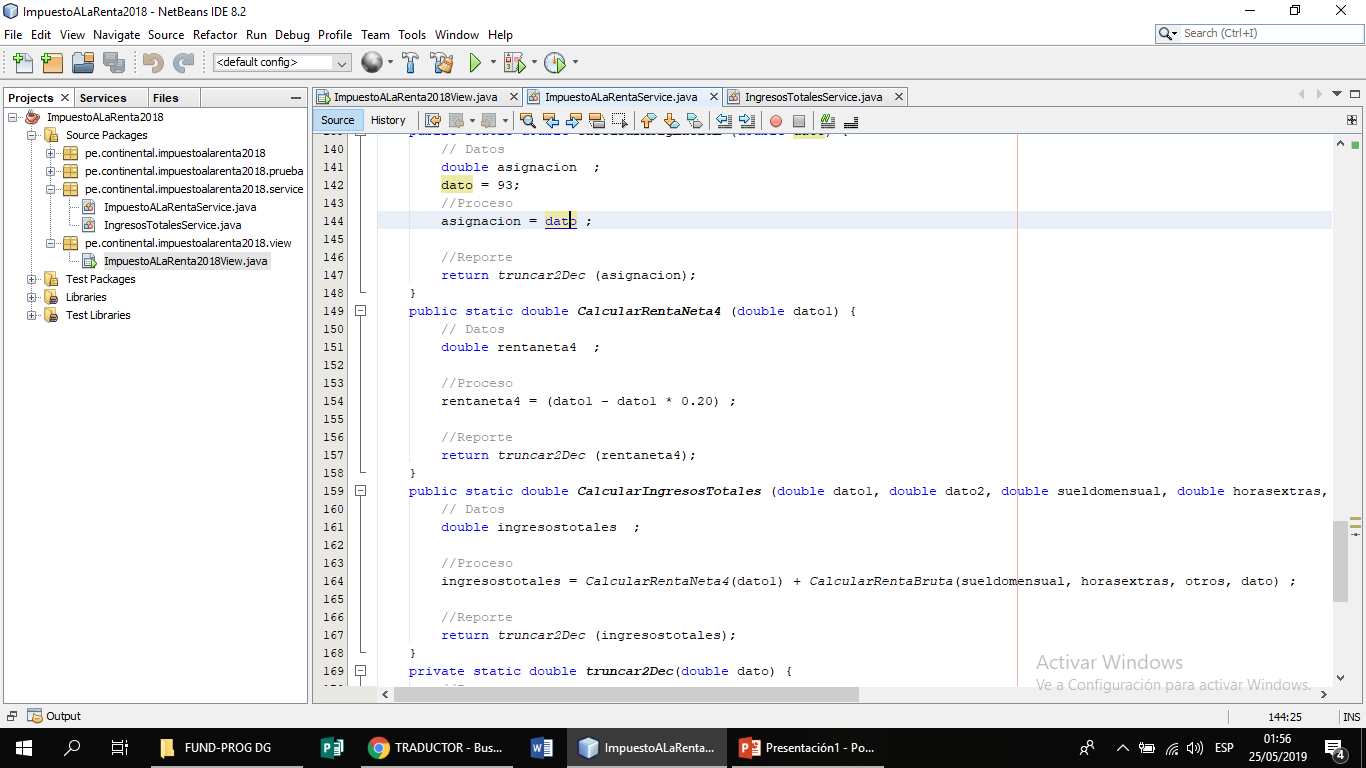 ImpuestoALaRenta2018 - NetBeans IDE 8.2
File Edit View Navigate Source Refactor Run Debug Profile Team Tools Window Help
Search (Ctrl+I)
<default config>
Projects Services Files
ImpuestoALaRenta2018View.java ImpuestoALaRentaService.java IngresosTotalesService.java
Source History
ImpuestoALaRenta2018
Source Packages
pe.continental.impuestoalarenta2018
pe.continental.impuestoalarenta2018.prueba
pe.continental.impuestoalarenta2018.service
ImpuestoALaRentaService.java
IngresosTotalesService.java
pe.continental.impuestoalarenta2018.view
ImpuestoALaRenta2018View.java
Test Packages
Libraries
Test Libraries
140 // Datos
141 double asignacion ;
142 dato = 93;
143 //Proceso
144 asignacion = dato ;
145
146 //Reporte
147 return truncar2Dec (asignacion);
148 }
149 public static double CalcularRentaNeta4 (double dato1) {
150 // Datos
151 double rentaneta4 ;
152
153 //Proceso
154 rentaneta4 = (dato1 - dato1 * 0.20) ;
155
156 //Reporte
157 return truncar2Dec (rentaneta4);
158 }
159 public static double CalcularIngresosTotales (double dato1, double dato2, double sueldomensual, double horasextras,
160 // Datos
161 double ingresostotales ;
162
163 //Proceso
164 ingresostotales = CalcularRentaNeta4(dato1) + CalcularRentaBruta(sueldomensual, horasextras, otros, dato) ;
165
166 //Reporte
167 return truncar2Dec (ingresostotales);
168 }
169 private static double truncar2Dec(double dato) {
Activar Windows
Ve a Configuración para activar Windows.
Output
144:25 INS
FUND-PROG DG
TRADUCTOR - Bus...
ImpuestoALaRenta...
Presentación1 - Po...
ESP
01:56
25/05/2019
4